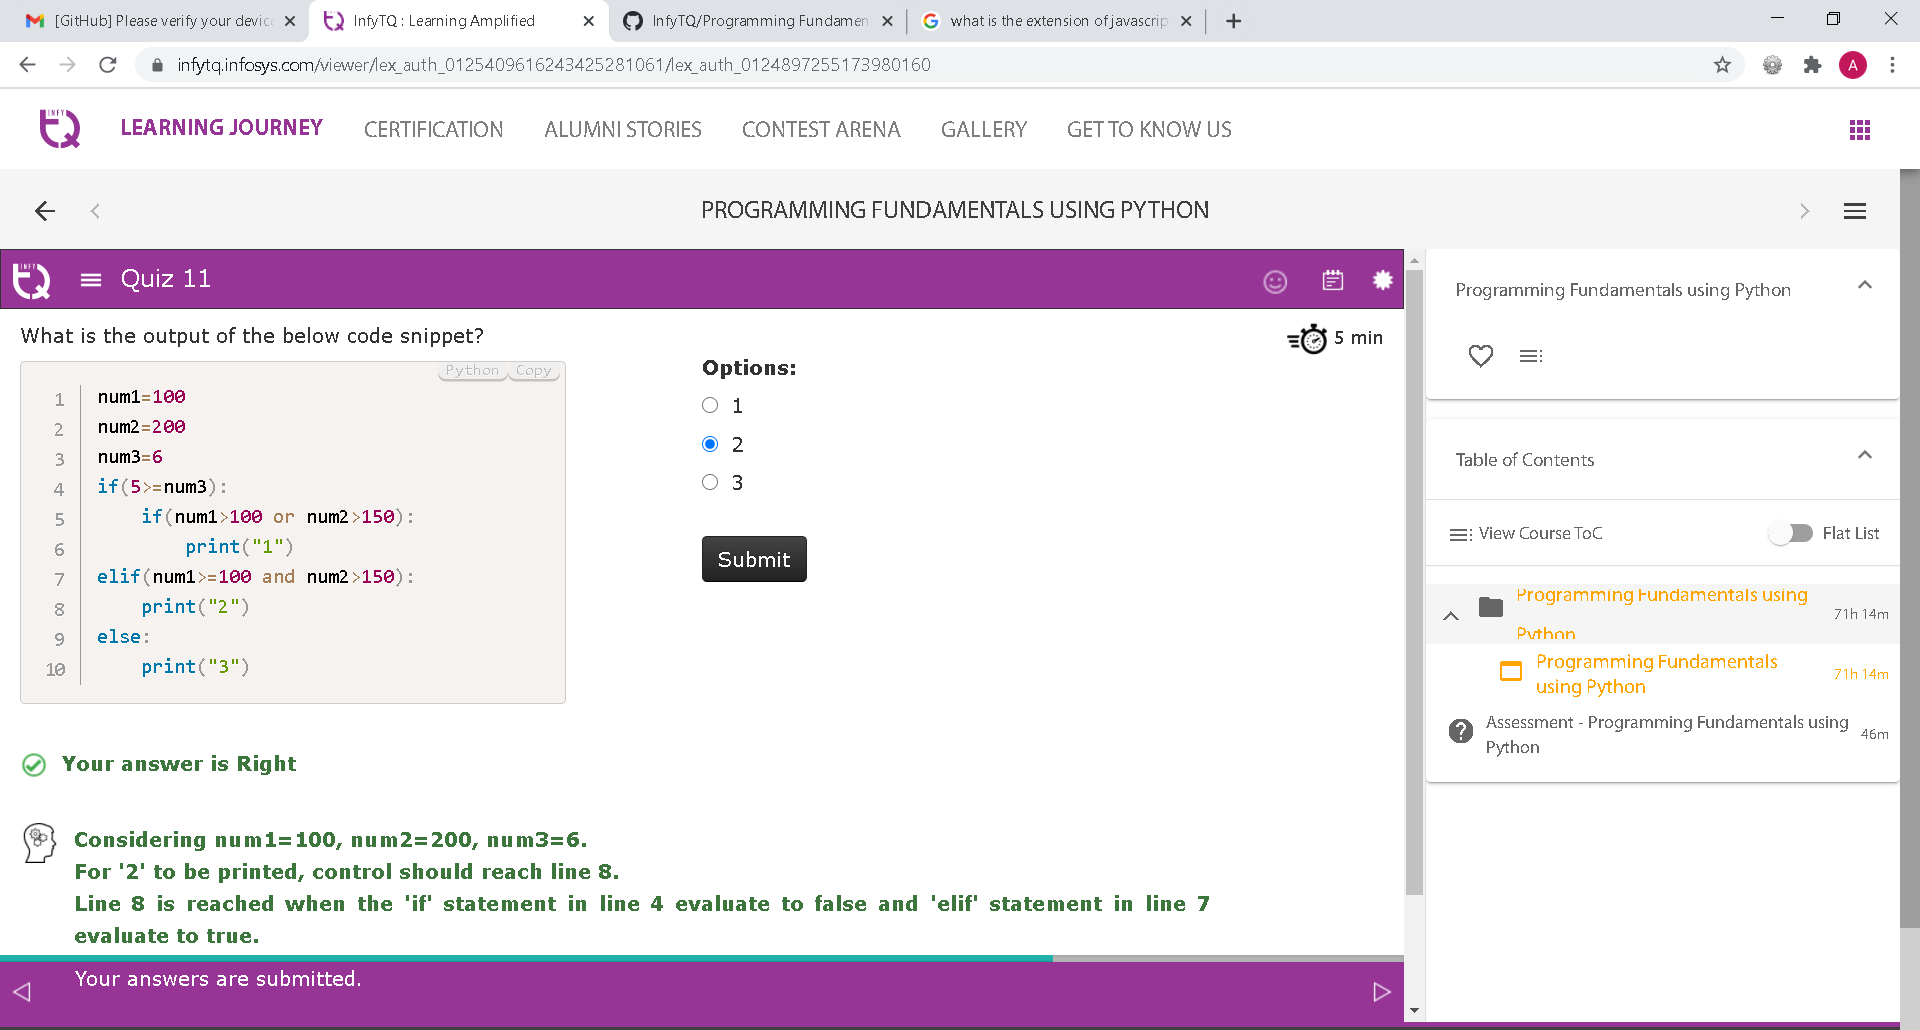 [GitHub] Please verify your device
InfyTQ : Learning Amplified
InfyTQ/Programming Fundamen
what is the extension of javascrip
infytq.infosys.com/viewer/lex_auth_0125409616243425281061/lex_auth_0124897255173980160
A
INFY
TQ
LEARNING JOURNEY
CERTIFICATION
ALUMNI STORIES
CONTEST ARENA
GALLERY
GET TO KNOW US
PROGRAMMING FUNDAMENTALS USING PYTHON
INFY
TQ
Quiz 11
What is the output of the below code snippet?
5 min
Python
Copy
1 num1=100
2 num2=200
3 num3=6
4 if(5>=num3):
5     if(num1>100 or num2>150):
6         print("1")
7 elif(num1>=100 and num2>150):
8     print("2")
9 else:
10     print("3")
Options:
1
2
3
Submit
Your answer is Right
Considering num1=100, num2=200, num3=6.
For '2' to be printed, control should reach line 8.
Line 8 is reached when the 'if' statement in line 4 evaluate to false and 'elif' statement in line 7
evaluate to true.
Your answers are submitted.
Programming Fundamentals using Python
Table of Contents
View Course ToC
Flat List
Programming Fundamentals using
Python
71h 14m
Programming Fundamentals
using Python
71h 14m
Assessment - Programming Fundamentals using
Python
46m